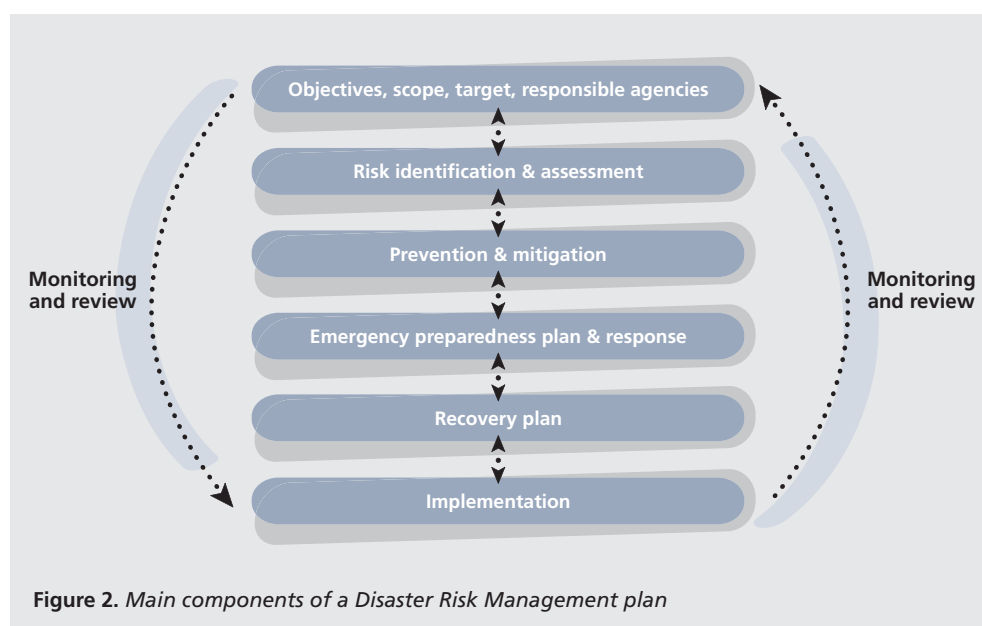 Objectives, scope, target, responsible agencies
Risk identification & assessment
Prevention & mitigation
Monitoring
and review
Monitoring
and review
Emergency preparedness plan & response
Recovery plan
Implementation
Figure 2. Main components of a Disaster Risk Management plan